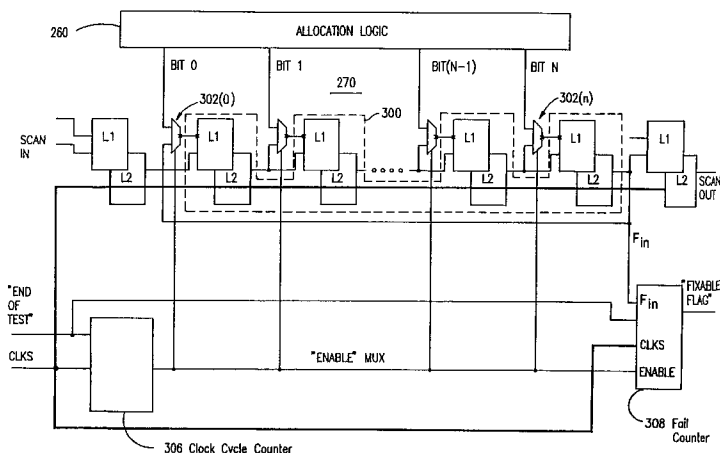 260
ALLOCATION LOGIC
BIT 0
BIT 1
BIT(N-1)
BIT N
270
302(0)
300
302(n)
SCAN
IN
L1
L2
L1
L2
L1
L2
L1
L2
L1
L2
L1
L2
SCAN
OUT
Fin
"END
OF
TEST"
CLKS
"ENABLE" MUX
Fin
CLKS
ENABLE
"FIXABLE
FLAG"
306 Clock Cycle Counter
308 Fail
Counter